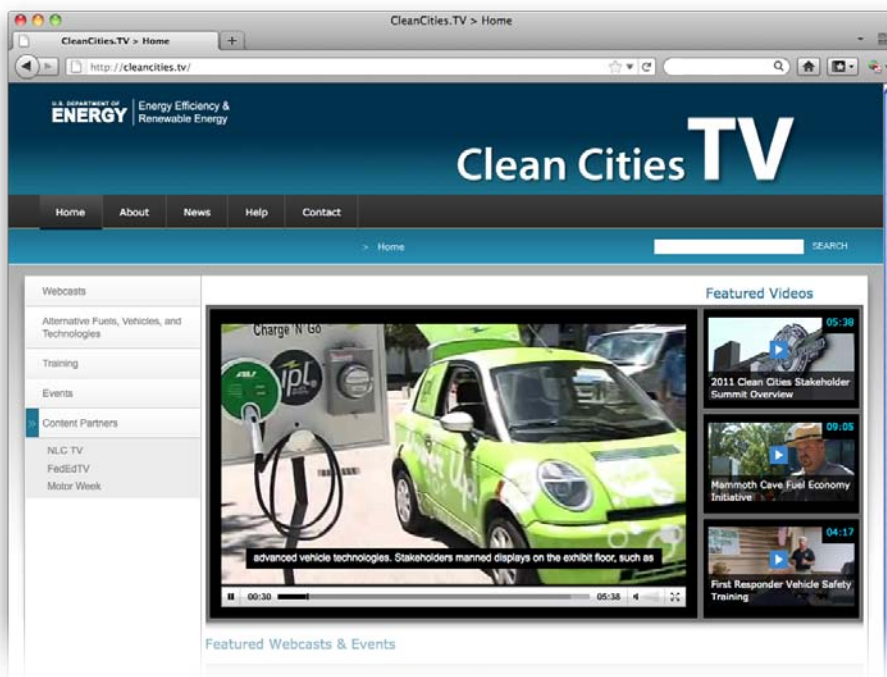 CleanCities.TV > Home
CleanCities.TV > Home
http://cleancities.tv/
U.S. DEPARTMENT OF
ENERGY
Energy Efficiency &
Renewable Energy
Clean Cities TV
Home About News Help Contact
> Home
SEARCH
Webcasts
Alternative Fuels, Vehicles, and
Technologies
Training
Events
» Content Partners
NLC TV
FedEdTV
Motor Week
Charge 'N Go
ipl
advanced vehicle technologies. Stakeholders manned displays on the exhibit floor, such as
00:30
05:38
Featured Videos
05:38
2011 Clean Cities Stakeholder
Summit Overview
09:05
Mammoth Cave Fuel Economy
Initiative
04:17
First Responder Vehicle Safety
Training
Featured Webcasts & Events